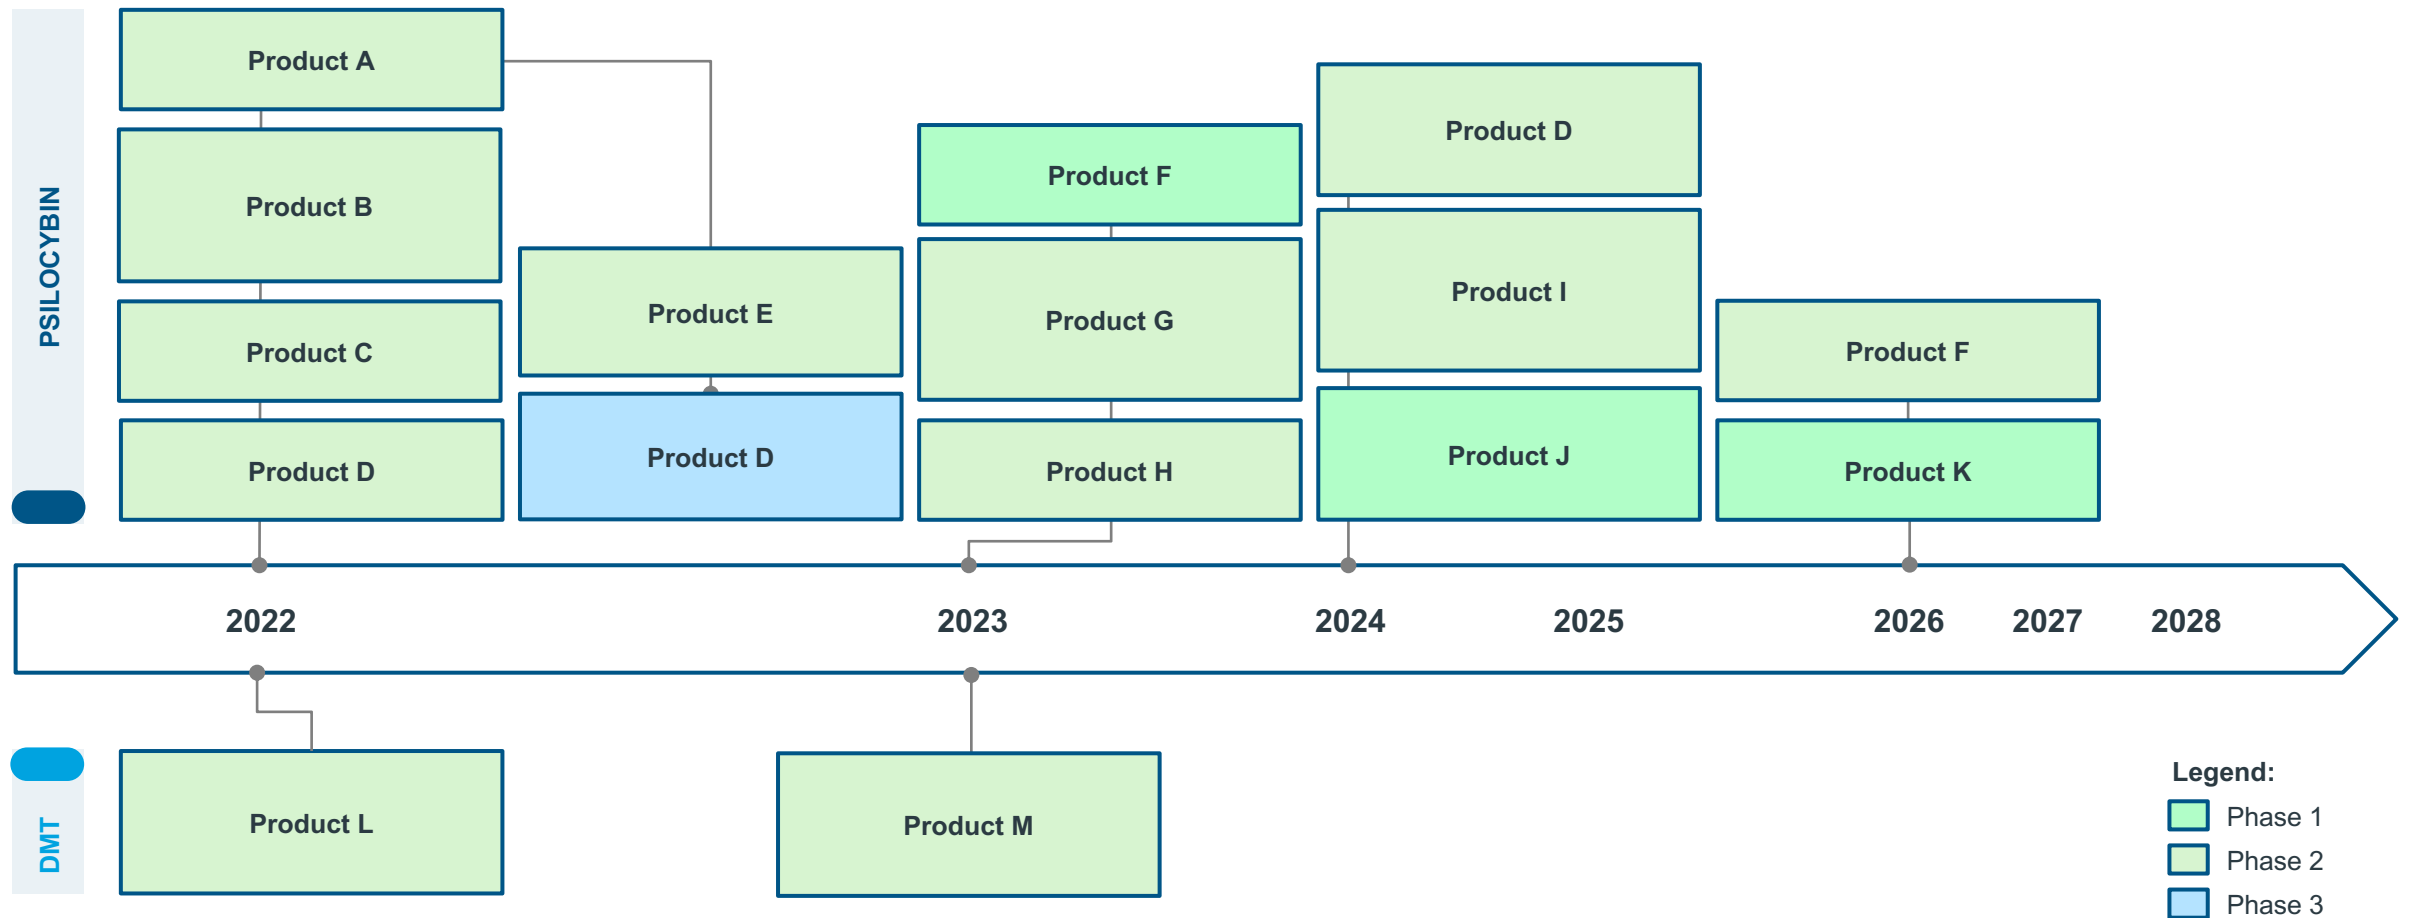 PSILOCYBIN
Product A
Product B
Product C
Product D
Product E
Product D
Product F
Product G
Product H
Product D
Product I
Product J
Product F
Product K
2022
2023
2024
2025
2026
2027
2028
DMT
Product L
Product M
Legend:
Phase 1
Phase 2
Phase 3